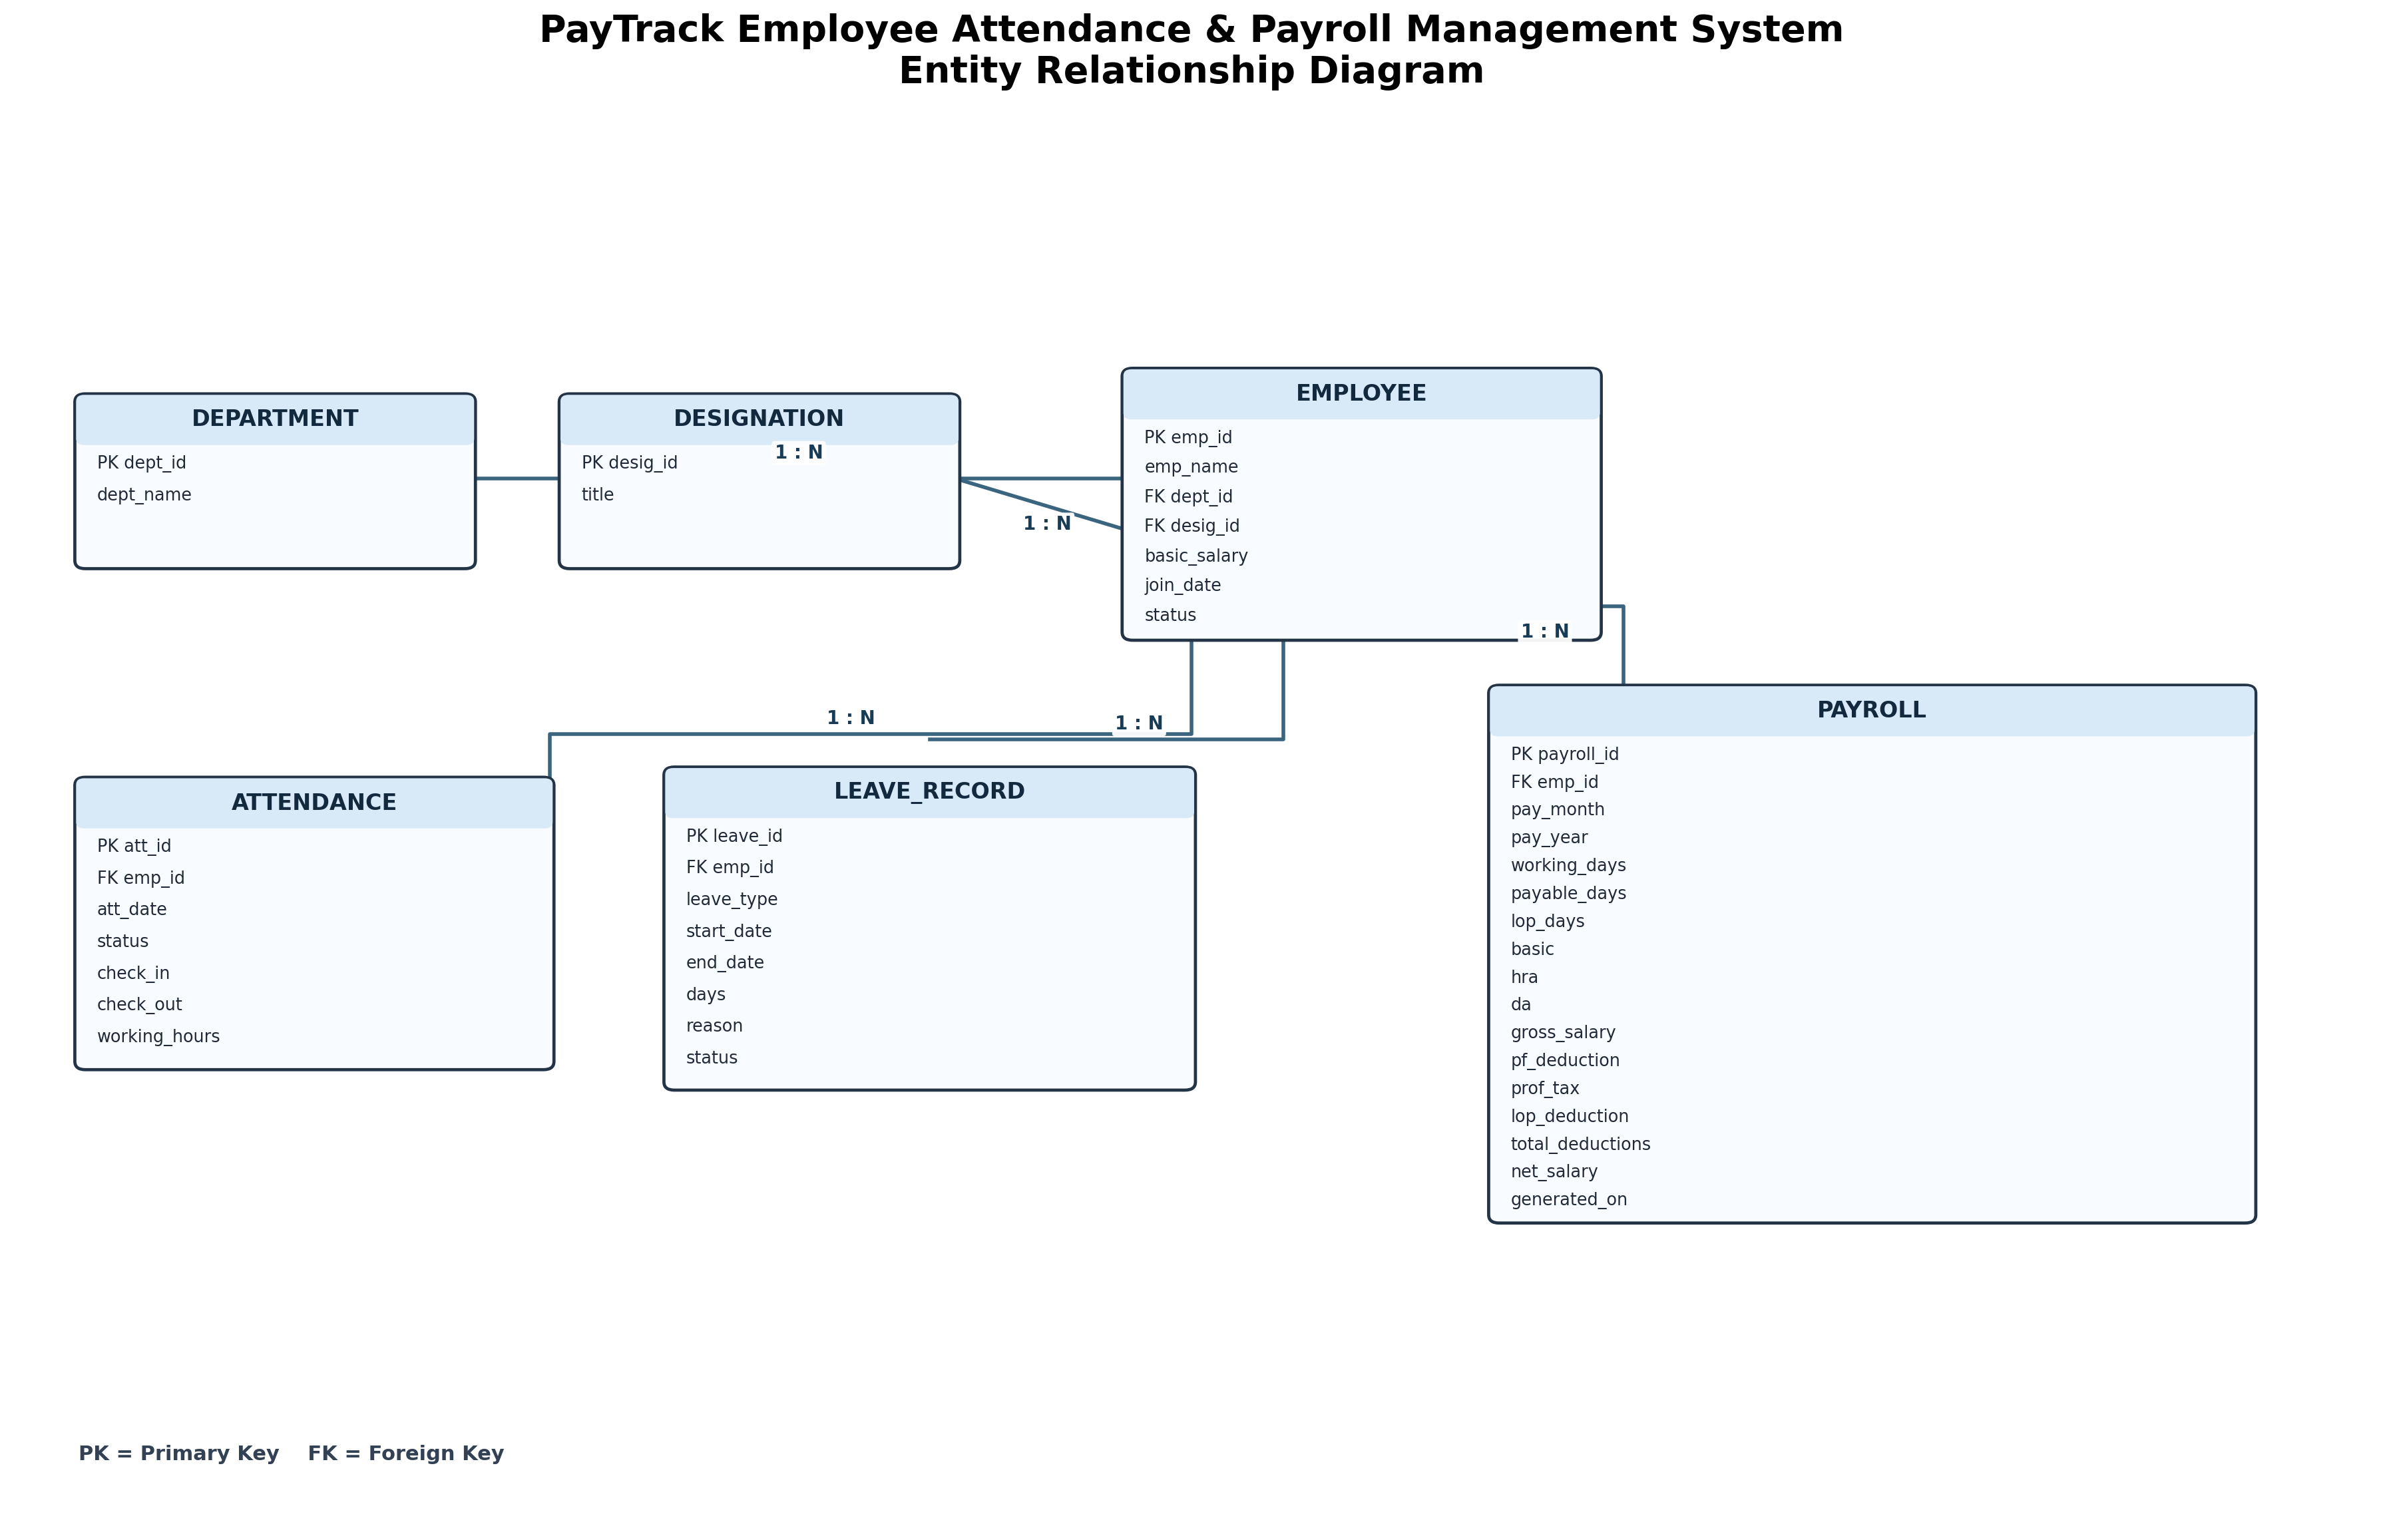 PayTrack Employee Attendance & Payroll Management System
Entity Relationship Diagram
DEPARTMENT
PK dept_id
dept_name
DESIGNATION
1 : N
PK desig_id
title
1 : N
EMPLOYEE
PK emp_id
emp_name
FK dept_id
FK desig_id
basic_salary
join_date
status
1 : N
1 : N
1 : N
ATTENDANCE
PK att_id
FK emp_id
att_date
status
check_in
check_out
working_hours
LEAVE_RECORD
PK leave_id
FK emp_id
leave_type
start_date
end_date
days
reason
status
PAYROLL
PK payroll_id
FK emp_id
pay_month
pay_year
working_days
payable_days
lop_days
basic
hra
da
gross_salary
pf_deduction
prof_tax
lop_deduction
total_deductions
net_salary
generated_on
PK = Primary Key    FK = Foreign Key